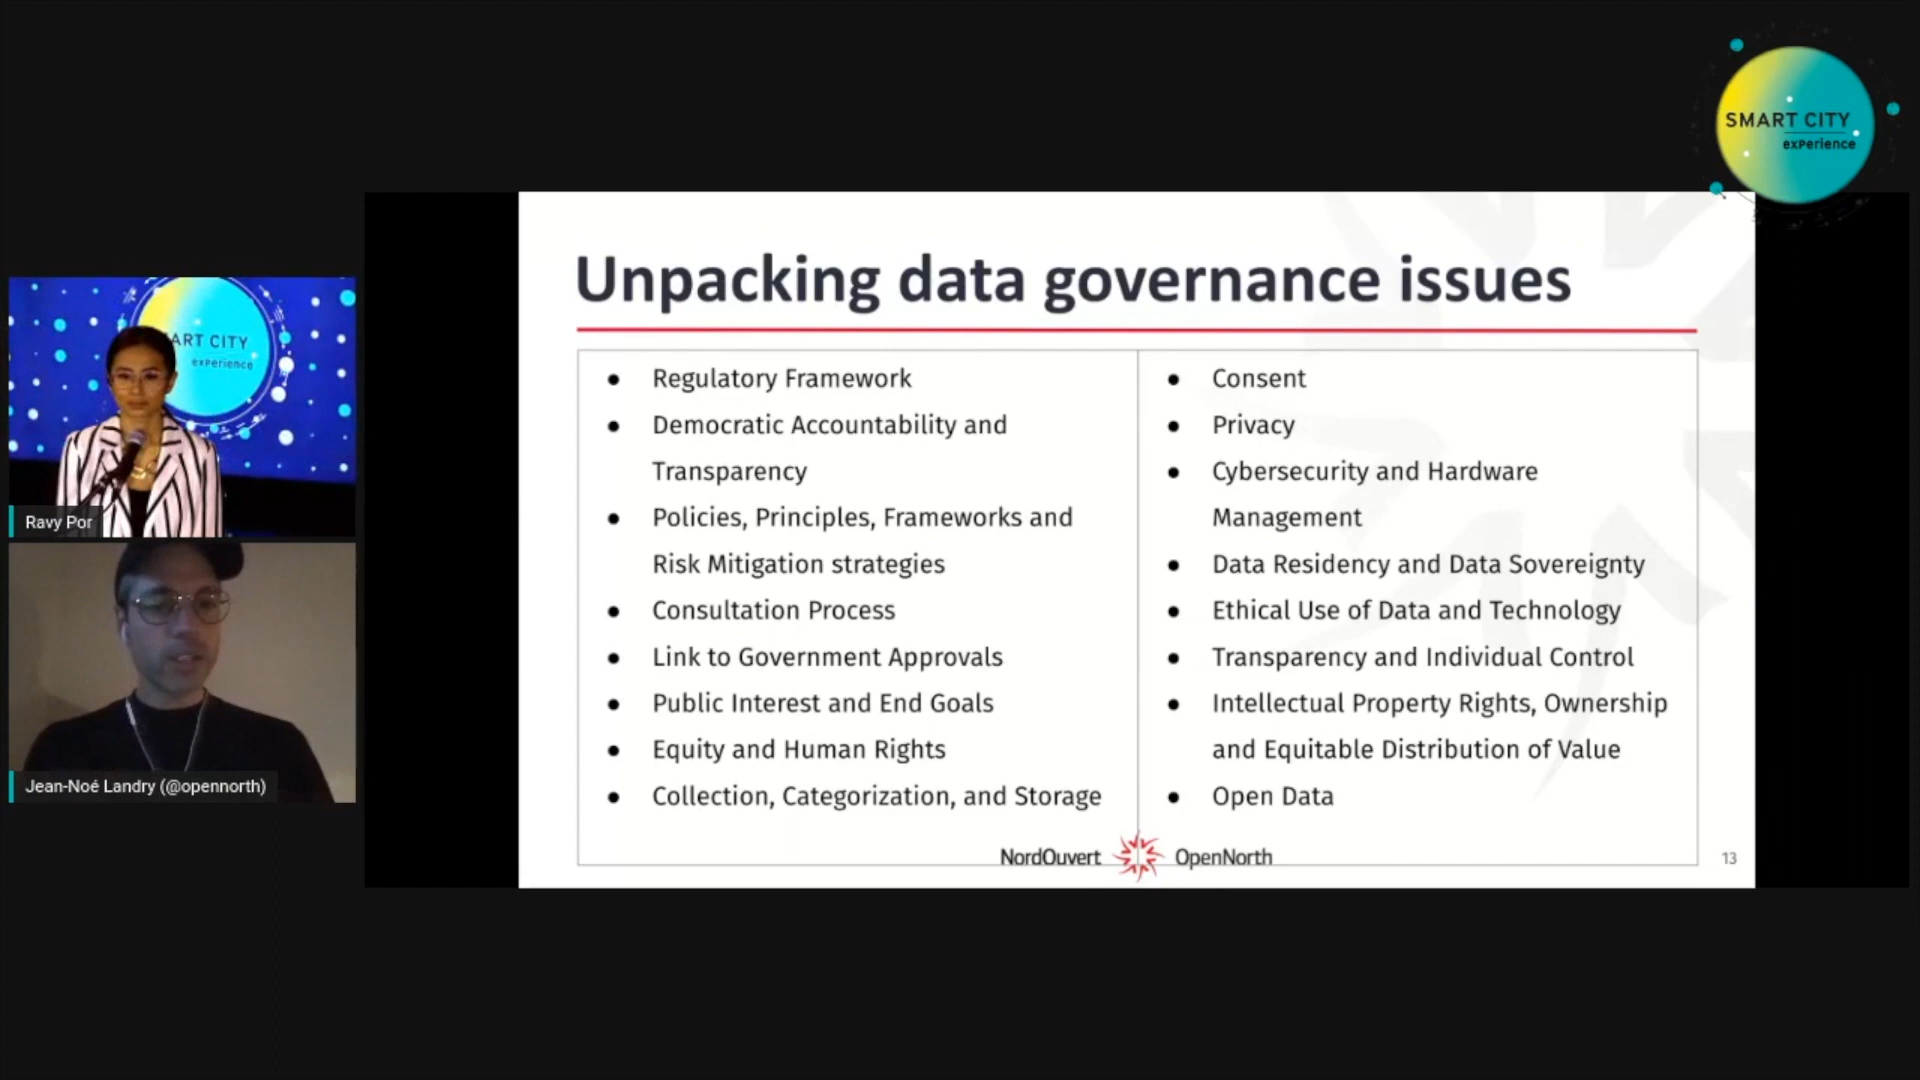 SMART CITY
exPerience
Unpacking data governance issues
● Regulatory Framework
● Democratic Accountability and
Transparency
● Policies, Principles, Frameworks and
Risk Mitigation strategies
● Consultation Process
● Link to Government Approvals
● Public Interest and End Goals
● Equity and Human Rights
● Collection, Categorization, and Storage
● Consent
● Privacy
● Cybersecurity and Hardware
Management
● Data Residency and Data Sovereignty
● Ethical Use of Data and Technology
● Transparency and Individual Control
● Intellectual Property Rights, Ownership
and Equitable Distribution of Value
● Open Data
NordOuvert OpenNorth
13
ART CITY
exPerience
Ravy Por
Jean-Noé Landry (@opennorth)